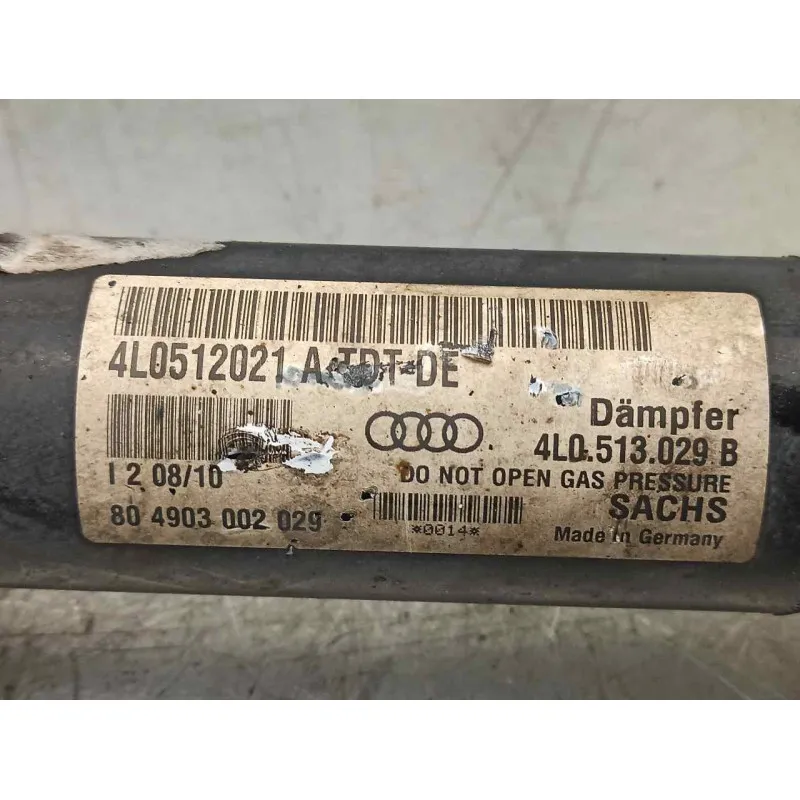 4L0512021 A TDT DE
Dämpfer
4L0.513.029 B
I 2 08/10
DO NOT OPEN GAS PRESSURE
80 4903 002 029
SACHS
*0014*
Made in Germany